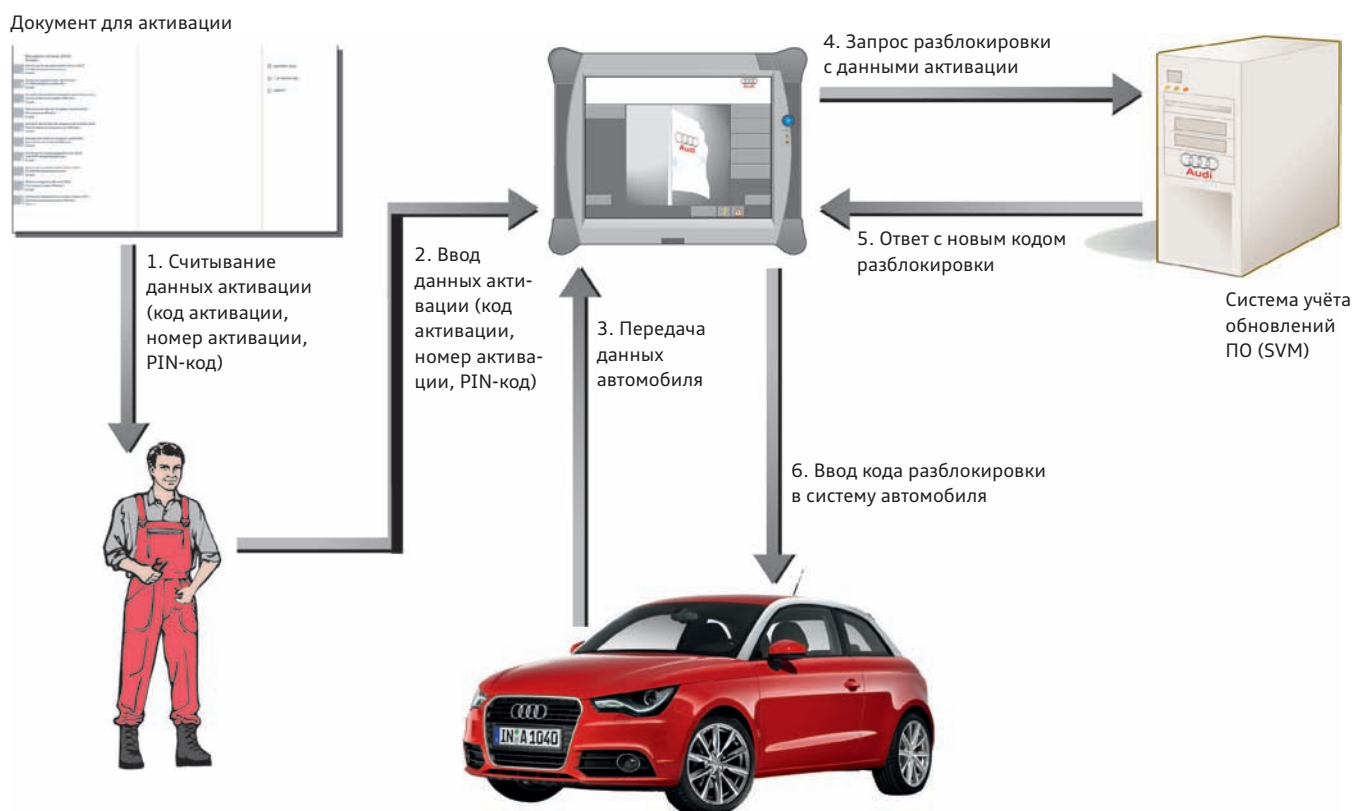 Документ для активации
4. Запрос разблокировки
с данными активации
Audi
Audi
Audi
1. Считывание
данных активации
(код активации,
номер активации,
PIN-код)
2. Ввод
данных акти-
вации (код
активации,
номер актива-
ции, PIN-код)
3. Передача
данных
автомобиля
5. Ответ с новым кодом
разблокировки
Система учёта
обновлений
ПО (SVM)
6. Ввод кода разблокировки
в систему автомобиля
IN A 1040